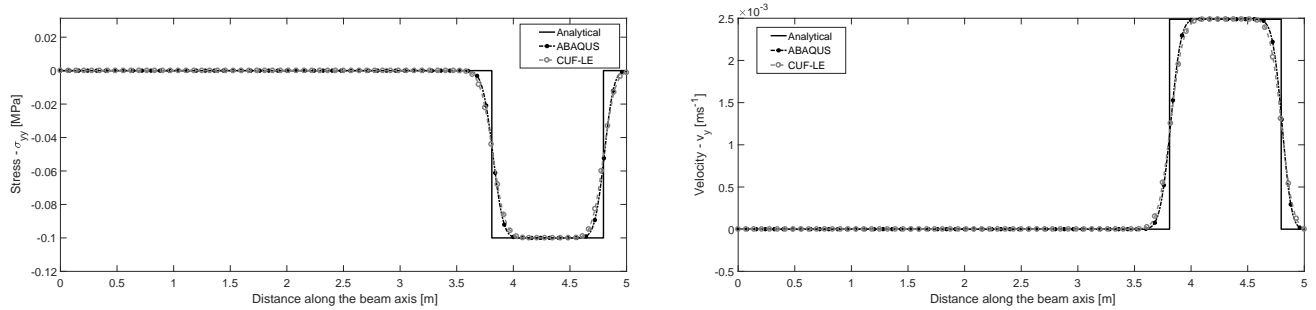 0.02
0
-0.02
-0.04
-0.06
-0.08
-0.1
-0.12
Stress - σyy [MPa]
0 0.5 1 1.5 2 2.5 3 3.5 4 4.5 5
Distance along the beam axis [m]
Analytical
ABAQUS
CUF-LE
×10⁻³
2.5
2
1.5
1
0.5
0
-0.5
Velocity - vy [ms⁻¹]
0 0.5 1 1.5 2 2.5 3 3.5 4 4.5 5
Distance along the beam axis [m]
Analytical
ABAQUS
CUF-LE